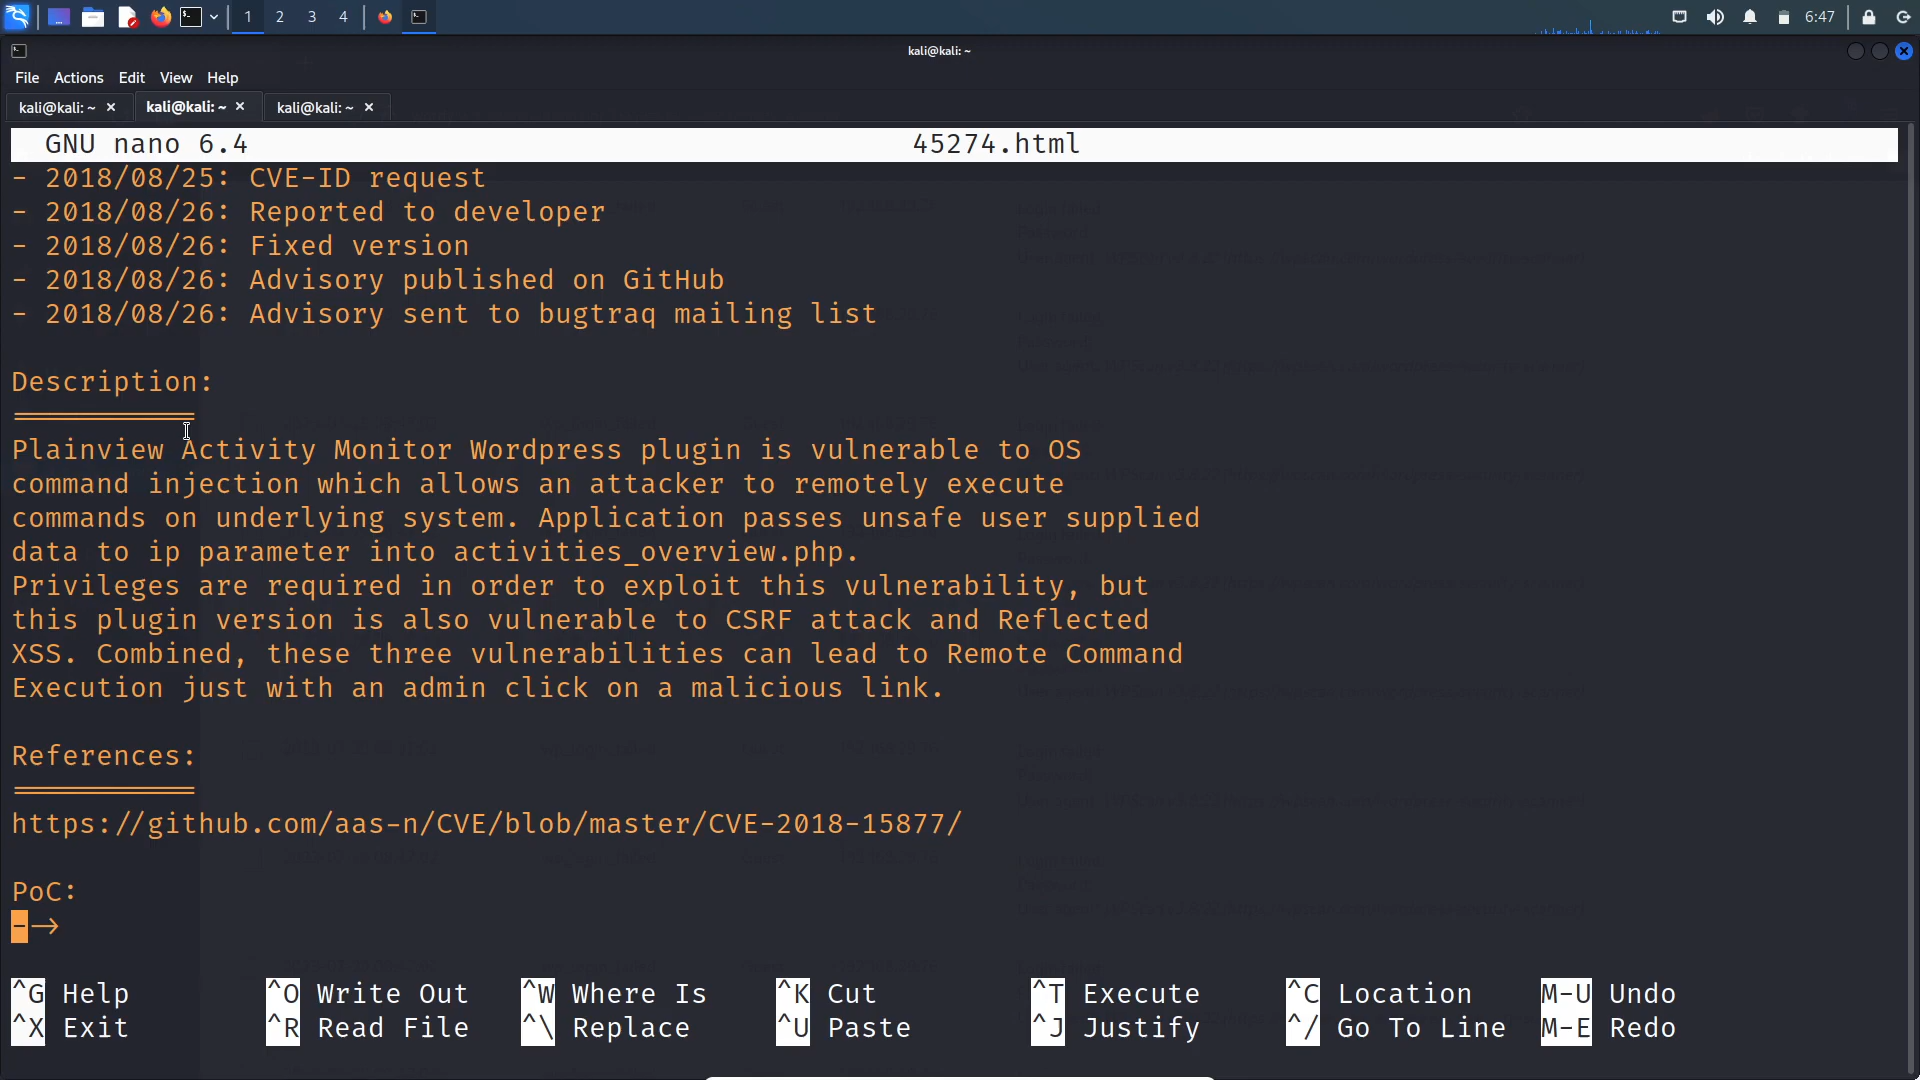 1 2 3 4 6:47
kali@kali: ~
File Actions Edit View Help
kali@kali: ~ × kali@kali: ~ × kali@kali: ~ ×
GNU nano 6.4 45274.html
- 2018/08/25: CVE-ID request
- 2018/08/26: Reported to developer
- 2018/08/26: Fixed version
- 2018/08/26: Advisory published on GitHub
- 2018/08/26: Advisory sent to bugtraq mailing list
Description:
Plainview Activity Monitor Wordpress plugin is vulnerable to OS
command injection which allows an attacker to remotely execute
commands on underlying system. Application passes unsafe user supplied
data to ip parameter into activities_overview.php.
Privileges are required in order to exploit this vulnerability, but
this plugin version is also vulnerable to CSRF attack and Reflected
XSS. Combined, these three vulnerabilities can lead to Remote Command
Execution just with an admin click on a malicious link.
References:
https://github.com/aas-n/CVE/blob/master/CVE-2018-15877/
PoC:
-->
^G Help ^O Write Out ^W Where Is ^K Cut ^T Execute ^C Location M-U Undo
^X Exit ^R Read File ^\ Replace ^U Paste ^J Justify ^/ Go To Line M-E Redo